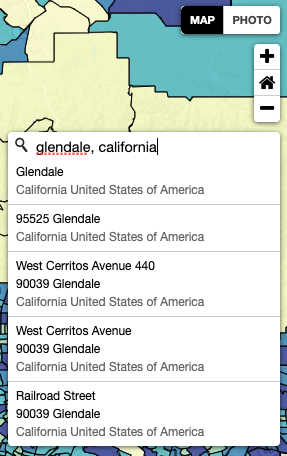 MAP PHOTO
glendale, california
Glendale
California United States of America
95525 Glendale
California United States of America
West Cerritos Avenue 440
90039 Glendale
California United States of America
West Cerritos Avenue
90039 Glendale
California United States of America
Railroad Street
90039 Glendale
California United States of America